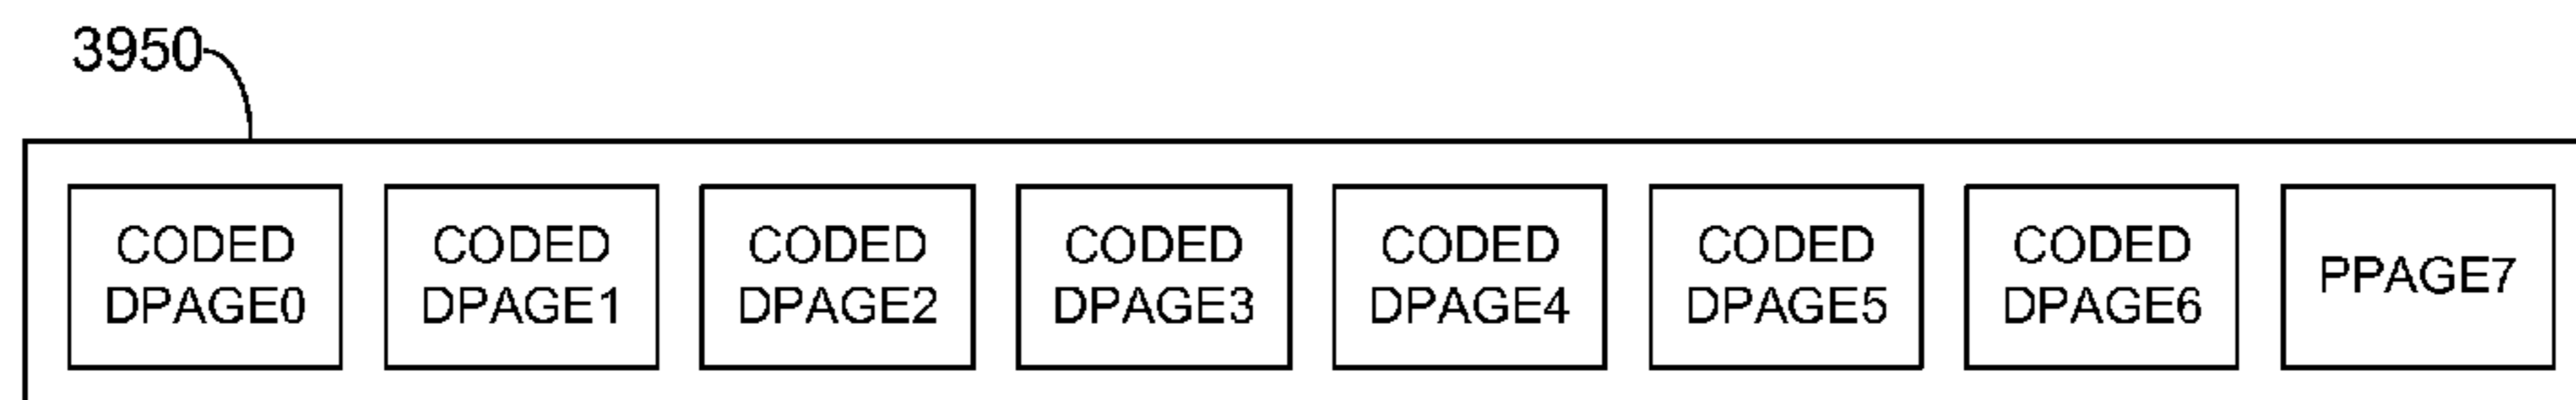 3950
CODED
DPAGE0
CODED
DPAGE1
CODED
DPAGE2
CODED
DPAGE3
CODED
DPAGE4
CODED
DPAGE5
CODED
DPAGE6
PPAGE7